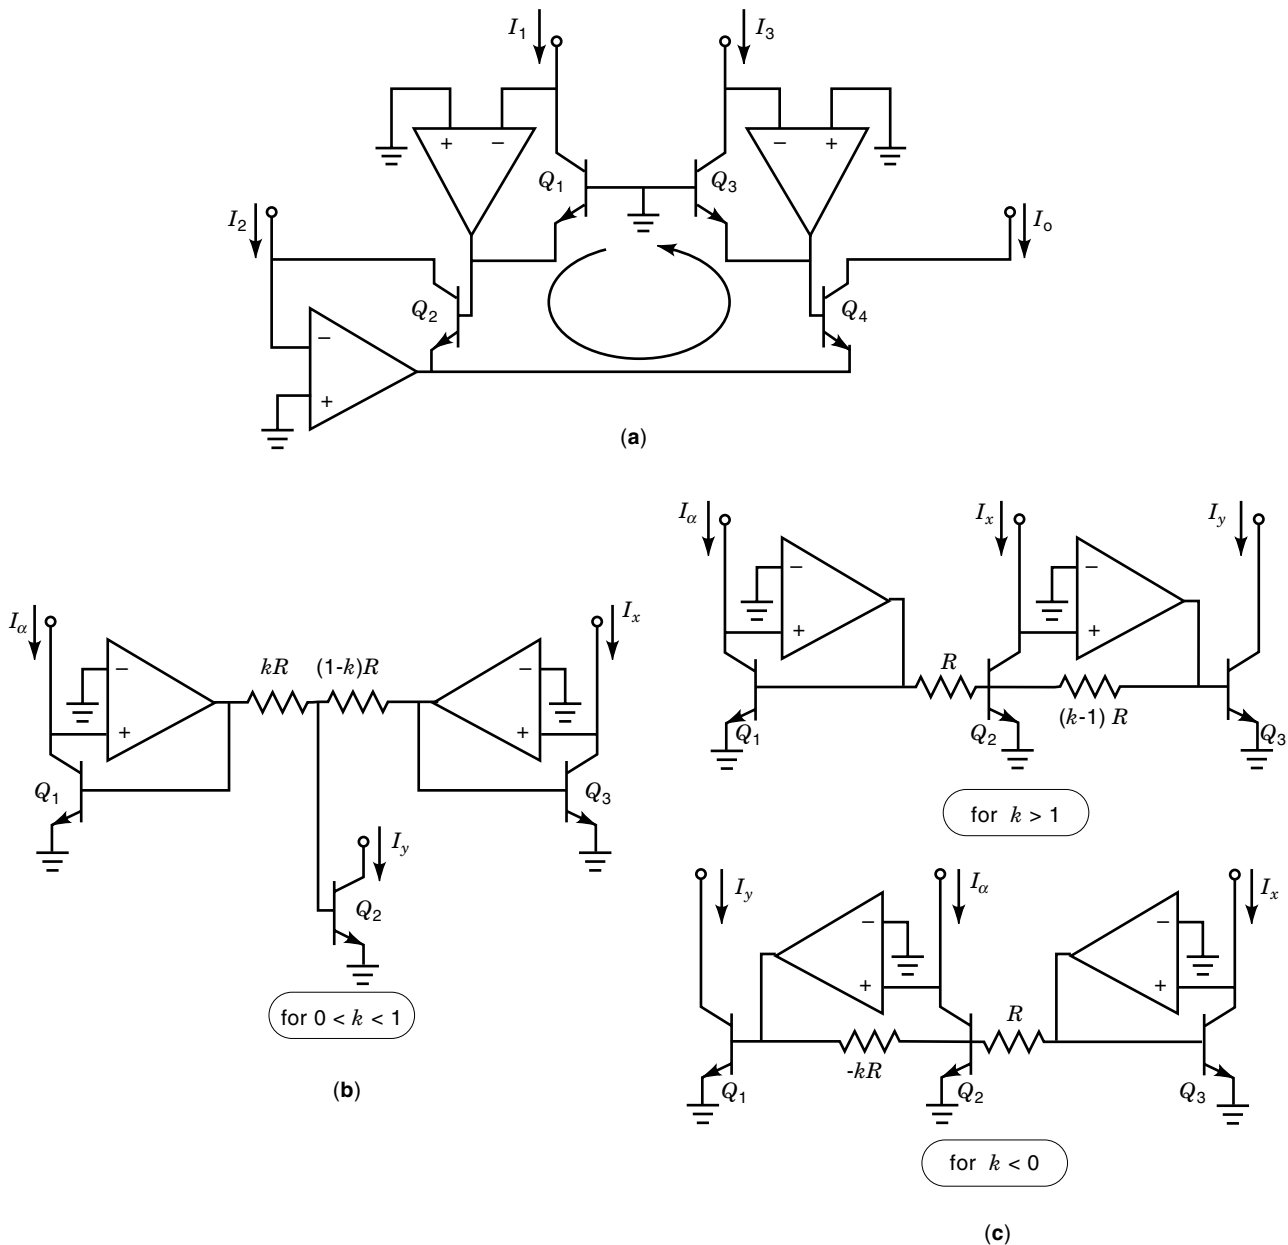 I1
I3
+
−
−
+
Q1
Q3
I2
Io
Q2
Q4
−
+
(a)
Iα
Ix
Iy
−
+
−
+
R
(k-1) R
Q1
Q2
Q3
for k > 1
Iα
Ix
−
+
−
+
kR
(1-k)R
Q1
Q3
Iy
Q2
for 0 < k < 1
(b)
Iy
Iα
Ix
−
+
−
+
-kR
R
Q1
Q2
Q3
for k < 0
(c)